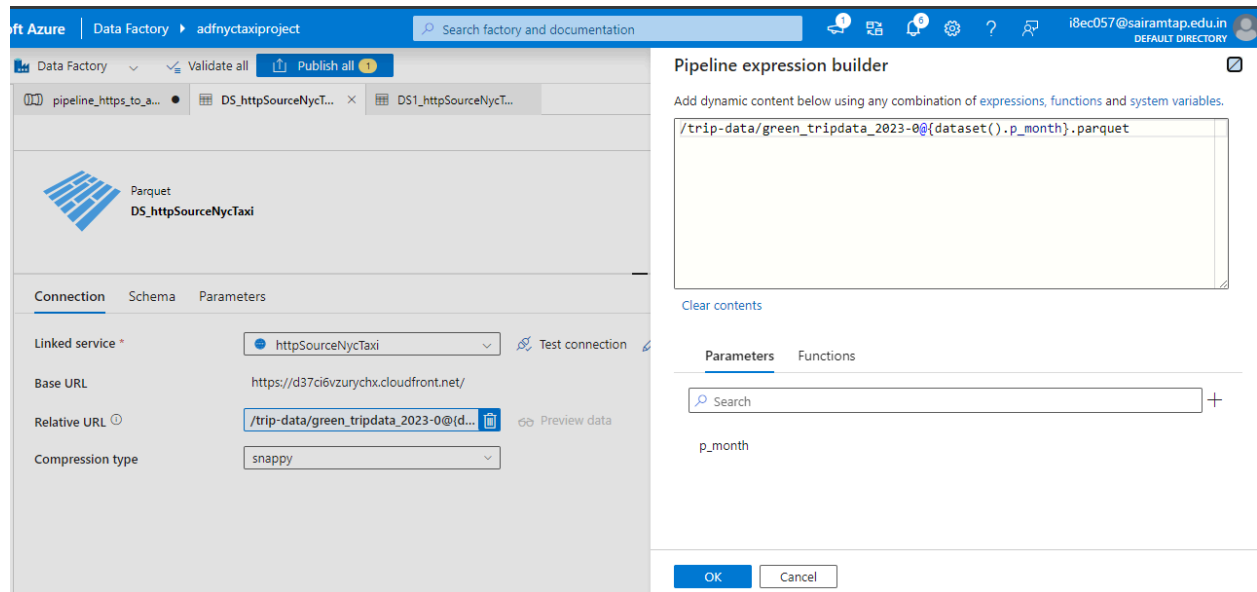 oft Azure Data Factory adfnyctaxiproject Search factory and documentation 1 6 i8ec057@sairamtap.edu.in
DEFAULT DIRECTORY
Data Factory Validate all Publish all 1
pipeline_https_to_a... DS_httpSourceNycT... DS1_httpSourceNycT...
Parquet
DS_httpSourceNycTaxi
Connection Schema Parameters
Linked service * httpSourceNycTaxi Test connection
Base URL https://d37ci6vzurychx.cloudfront.net/
Relative URL /trip-data/green_tripdata_2023-0@{d... Preview data
Compression type snappy
Pipeline expression builder
Add dynamic content below using any combination of expressions, functions and system variables.
/trip-data/green_tripdata_2023-0@{dataset().p_month}.parquet
Clear contents
Parameters Functions
Search
p_month
OK Cancel